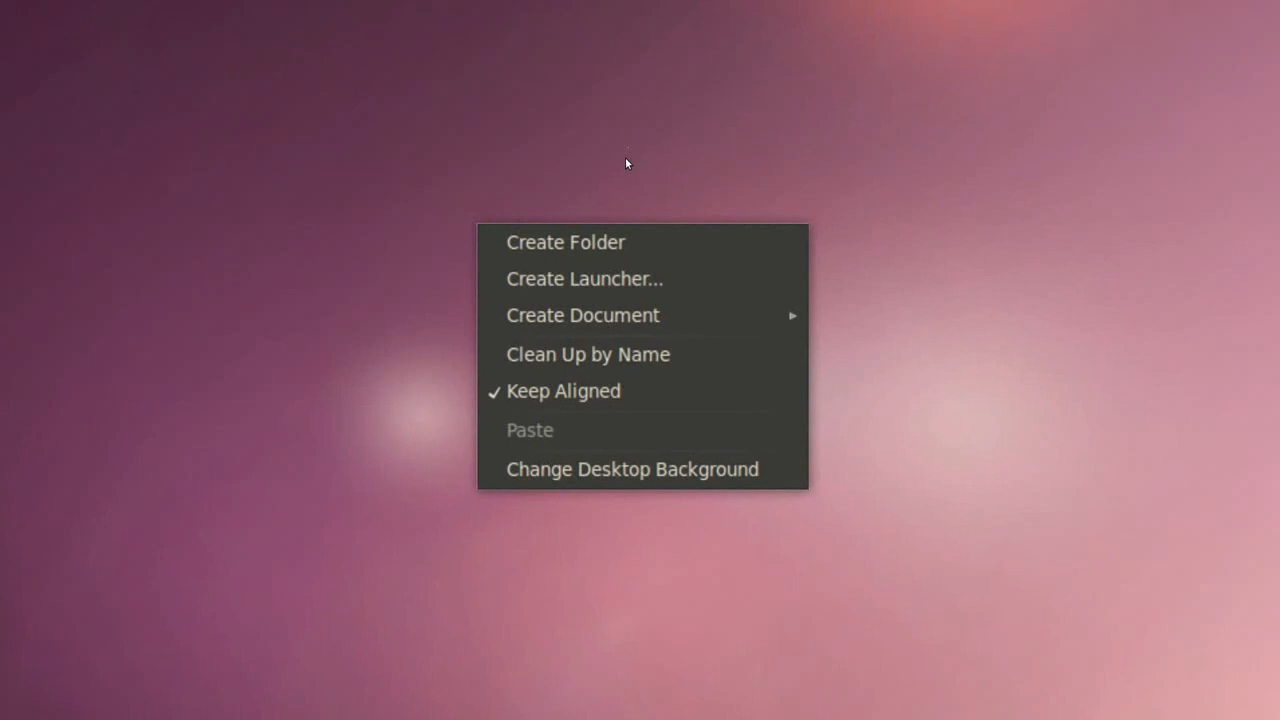 Create Folder
Create Launcher...
Create Document
Clean Up by Name
Keep Aligned
Paste
Change Desktop Background